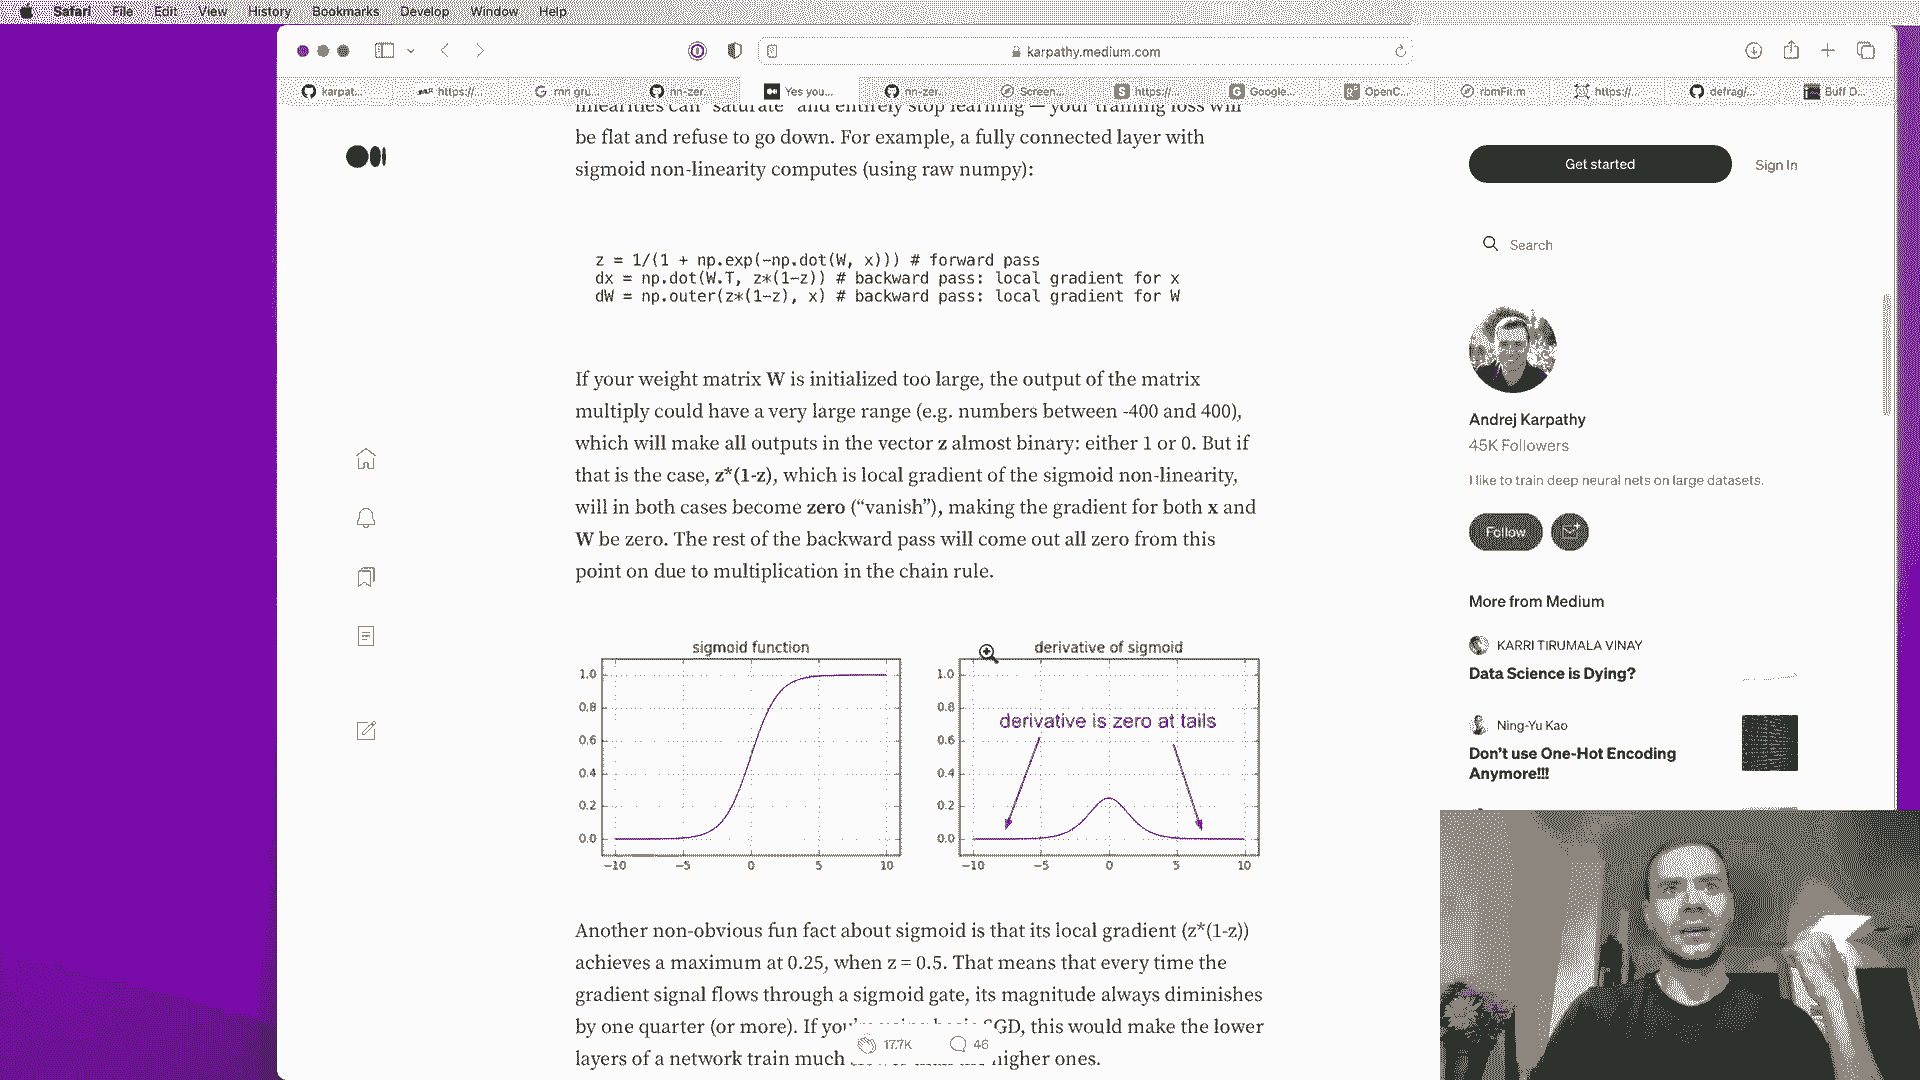 Safari File Edit View History Bookmarks Develop Window Help
karpathy.medium.com
karpat... https://... rnn gru... nn-zer... Yes you... nn-zer... Screen... https://... Google... OpenC... rbmFit.m https://... defrag/... Buff D...
linearities can "saturate" and entirely stop learning — your training loss will
be flat and refuse to go down. For example, a fully connected layer with
sigmoid non-linearity computes (using raw numpy):
z = 1/(1 + np.exp(-np.dot(W, x))) # forward pass
dx = np.dot(W.T, z*(1-z)) # backward pass: local gradient for x
dW = np.outer(z*(1-z), x) # backward pass: local gradient for W
If your weight matrix W is initialized too large, the output of the matrix
multiply could have a very large range (e.g. numbers between -400 and 400),
which will make all outputs in the vector z almost binary: either 1 or 0. But if
that is the case, z*(1-z), which is local gradient of the sigmoid non-linearity,
will in both cases become zero (“vanish”), making the gradient for both x and
W be zero. The rest of the backward pass will come out all zero from this
point on due to multiplication in the chain rule.
sigmoid function
1.0
0.8
0.6
0.4
0.2
0.0
−10 −5 0 5 10
derivative of sigmoid
1.0
0.8
0.6
0.4
0.2
0.0
derivative is zero at tails
−10 −5 0 5 10
Another non-obvious fun fact about sigmoid is that its local gradient (z*(1-z))
achieves a maximum at 0.25, when z = 0.5. That means that every time the
gradient signal flows through a sigmoid gate, its magnitude always diminishes
by one quarter (or more). If you're using basic SGD, this would make the lower
layers of a network train much higher ones.
17.7K 46
Get started Sign In
Search
Andrej Karpathy
45K Followers
I like to train deep neural nets on large datasets.
Follow
More from Medium
KARRI TIRUMALA VINAY
Data Science is Dying?
Ning-Yu Kao
Don’t use One-Hot Encoding
Anymore!!!